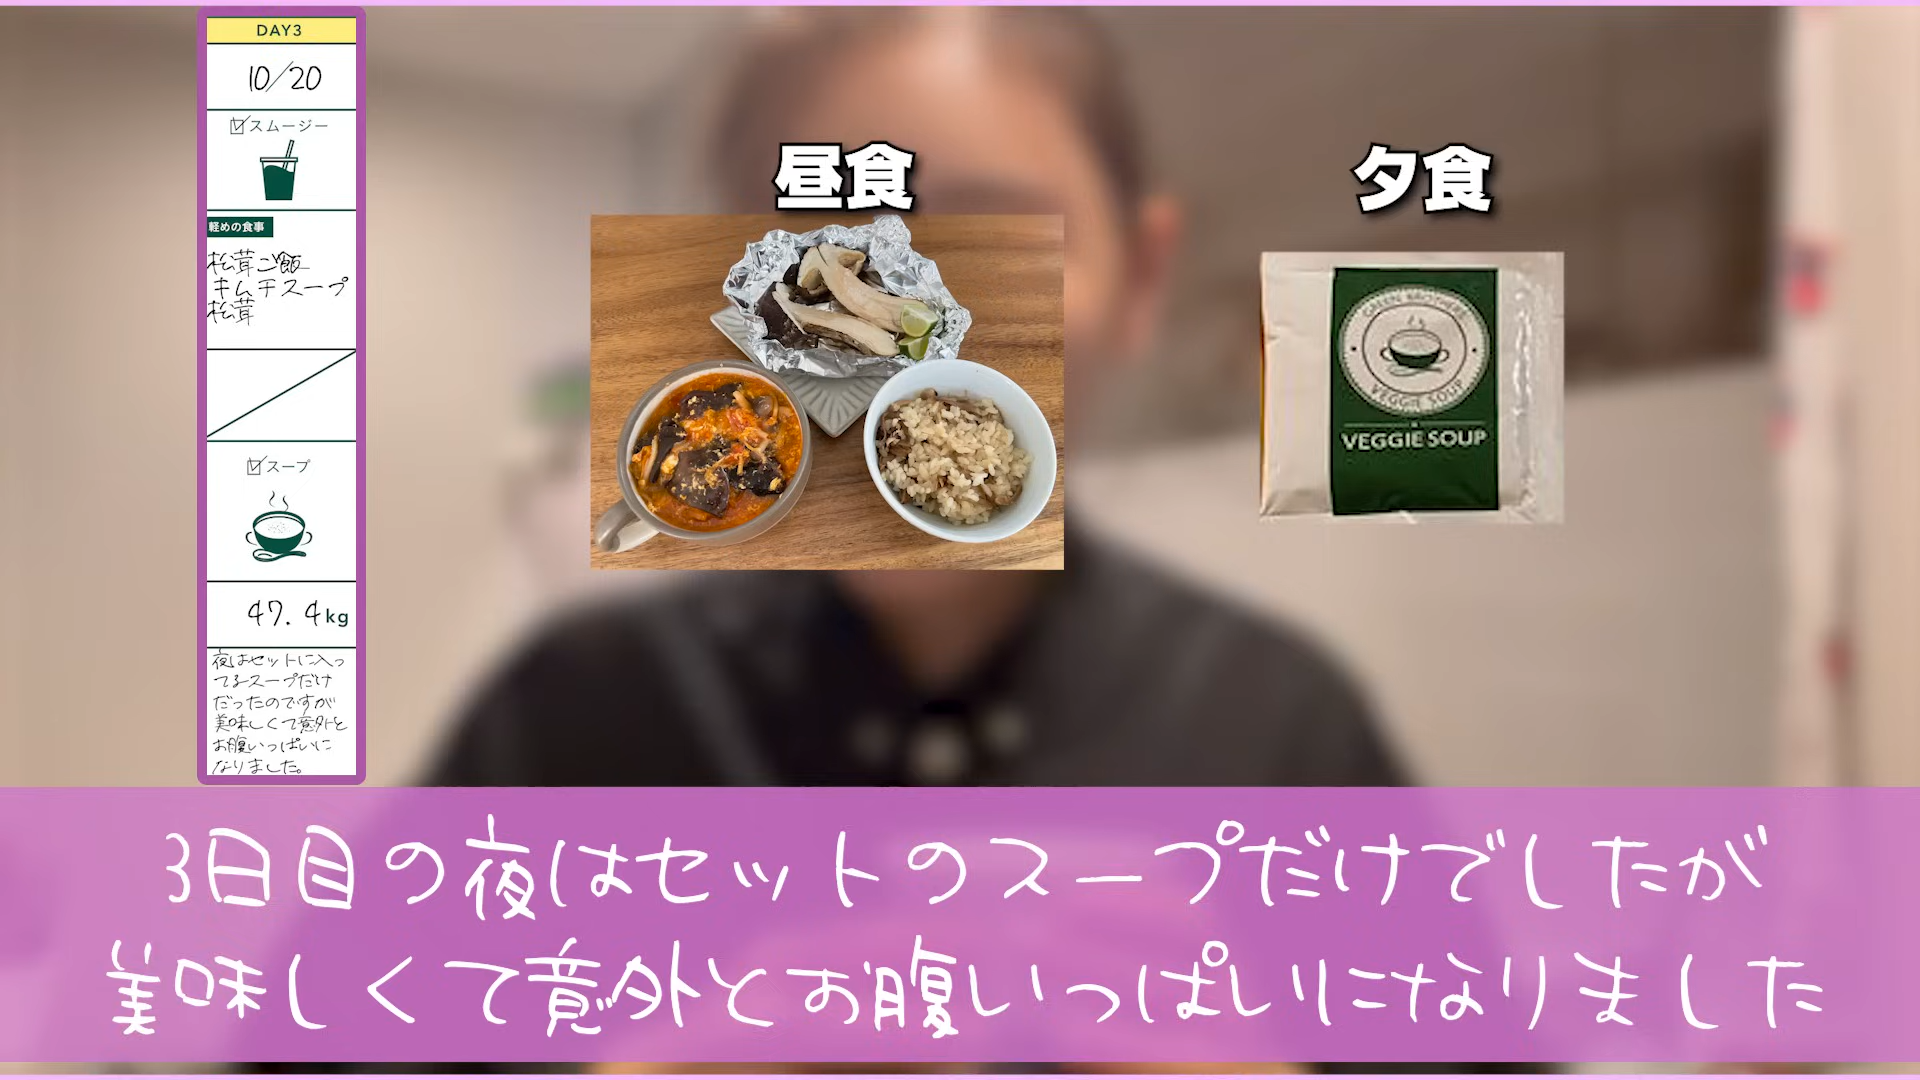 DAY3
10/20
スムージー
軽めの食事
松茸ご飯
キムチスープ
松茸
スープ
47.4kg
夜はセットに入っ
てるスープだけ
だったのですが
美味しくて意外と
お腹いっぱいに
なりました。
昼食
夕食
GREEN BROTHERS
VEGGIE SOUP
VEGGIE SOUP
3日目の夜はセットのスープだけでしたが
美味しくて意外とお腹いっぱいになりました